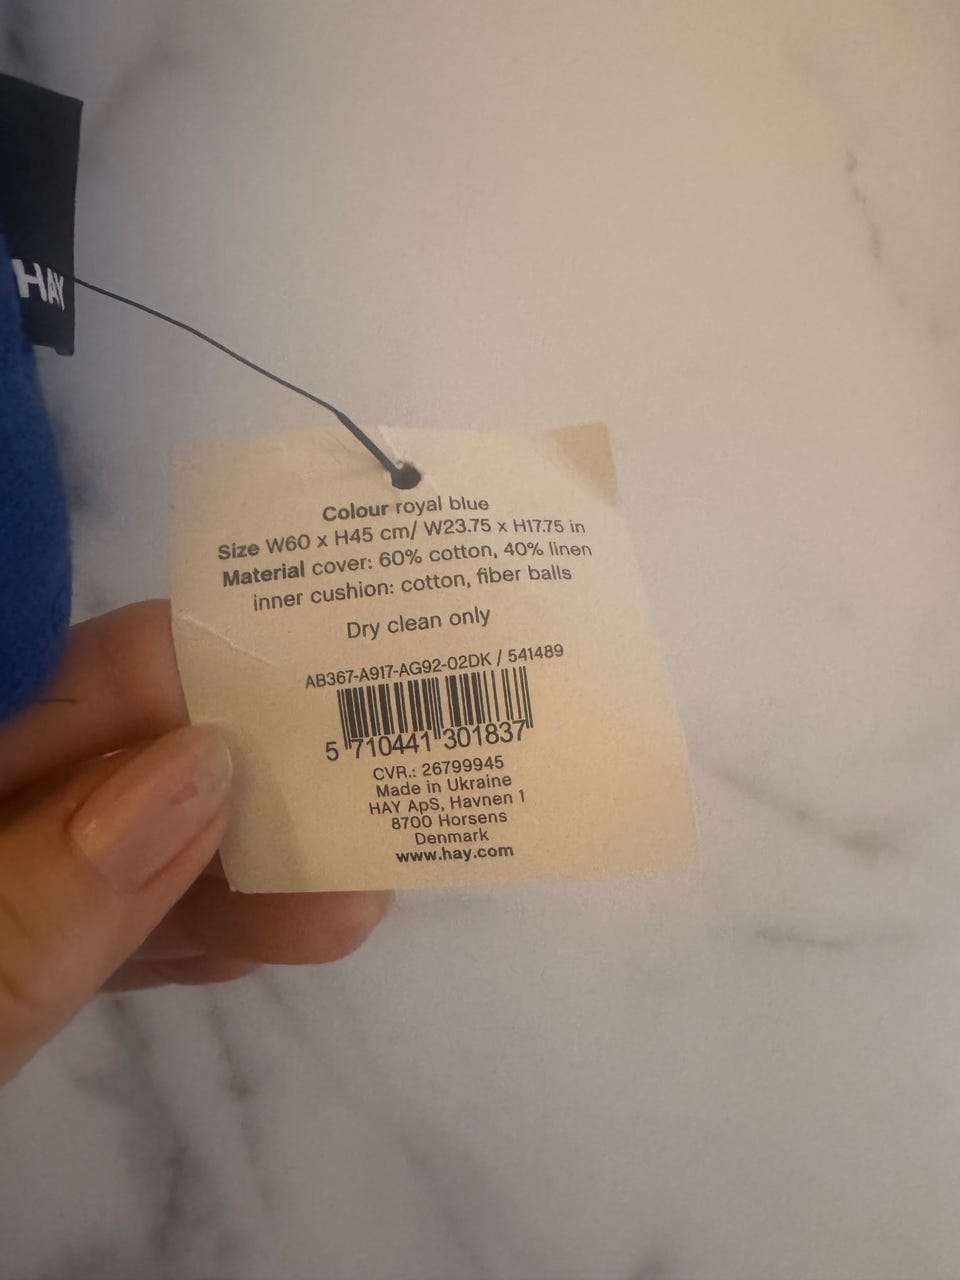 HAY
Colour royal blue
Size W60 x H45 cm/ W23.75 x H17.75 in
Material cover: 60% cotton, 40% linen
inner cushion: cotton, fiber balls
Dry clean only
AB367-A917-AG92-02DK / 541489
5 710441 301837
CVR.: 26799945
Made in Ukraine
HAY ApS, Havnen 1
8700 Horsens
Denmark
www.hay.com